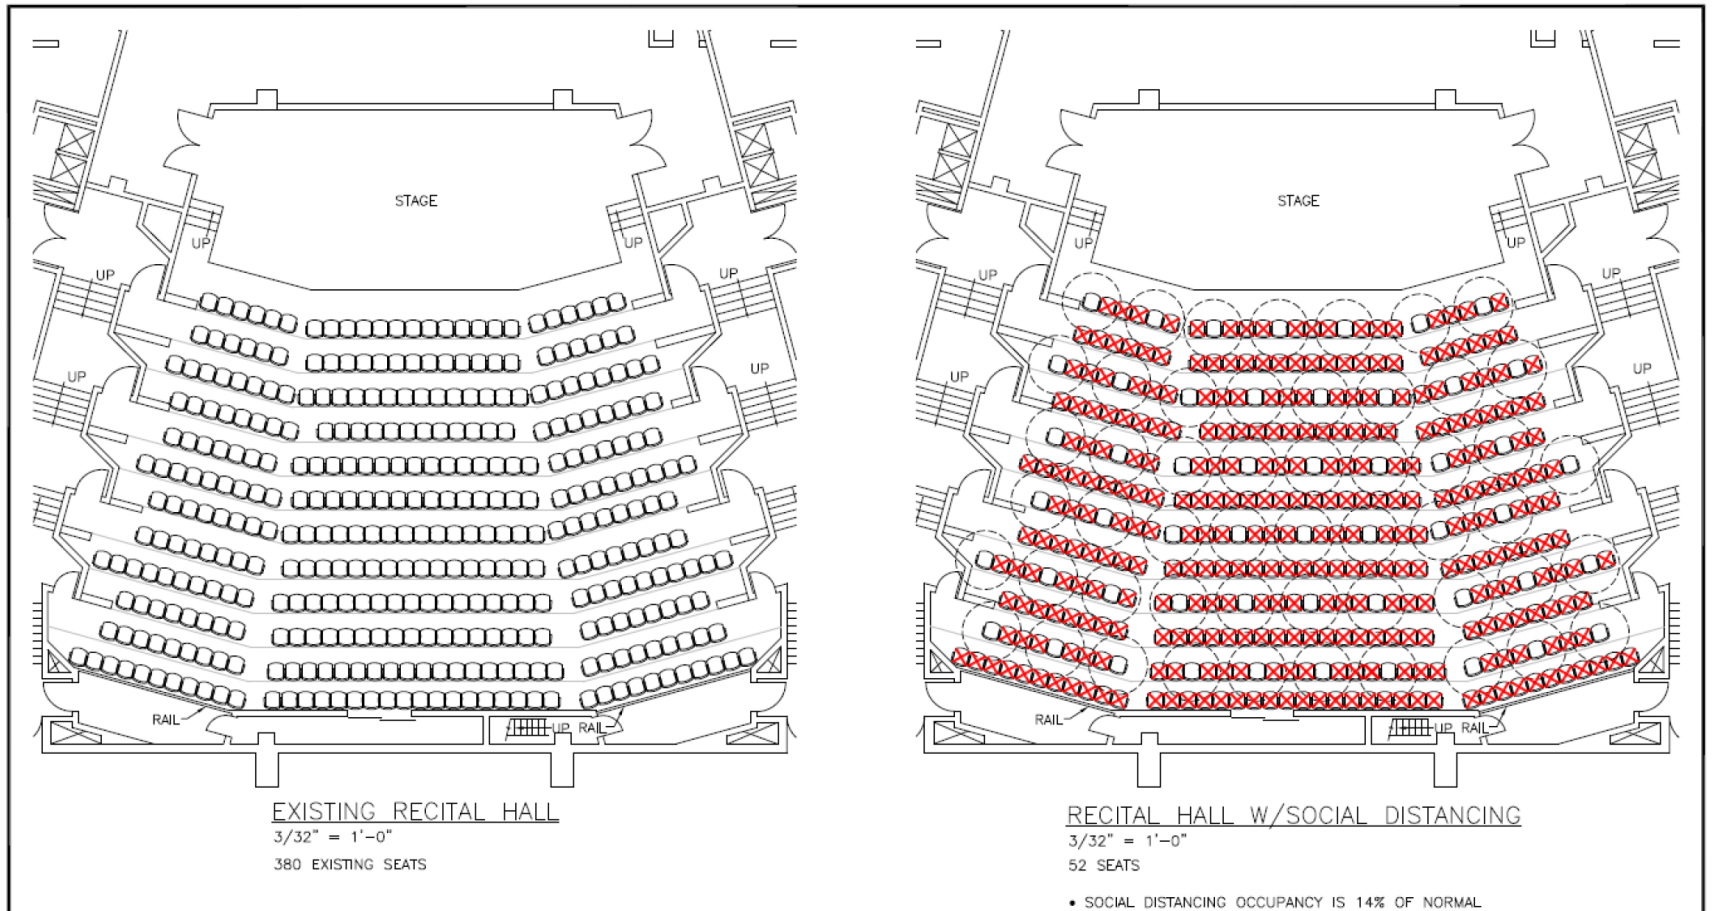 STAGE
UP
UP
UP
UP
UP
UP
RAIL
UP
RAIL
EXISTING RECITAL HALL
3/32" = 1'-0"
380 EXISTING SEATS
STAGE
UP
UP
UP
UP
UP
UP
RAIL
UP
RAIL
RECITAL HALL W/SOCIAL DISTANCING
3/32" = 1'-0"
52 SEATS
• SOCIAL DISTANCING OCCUPANCY IS 14% OF NORMAL